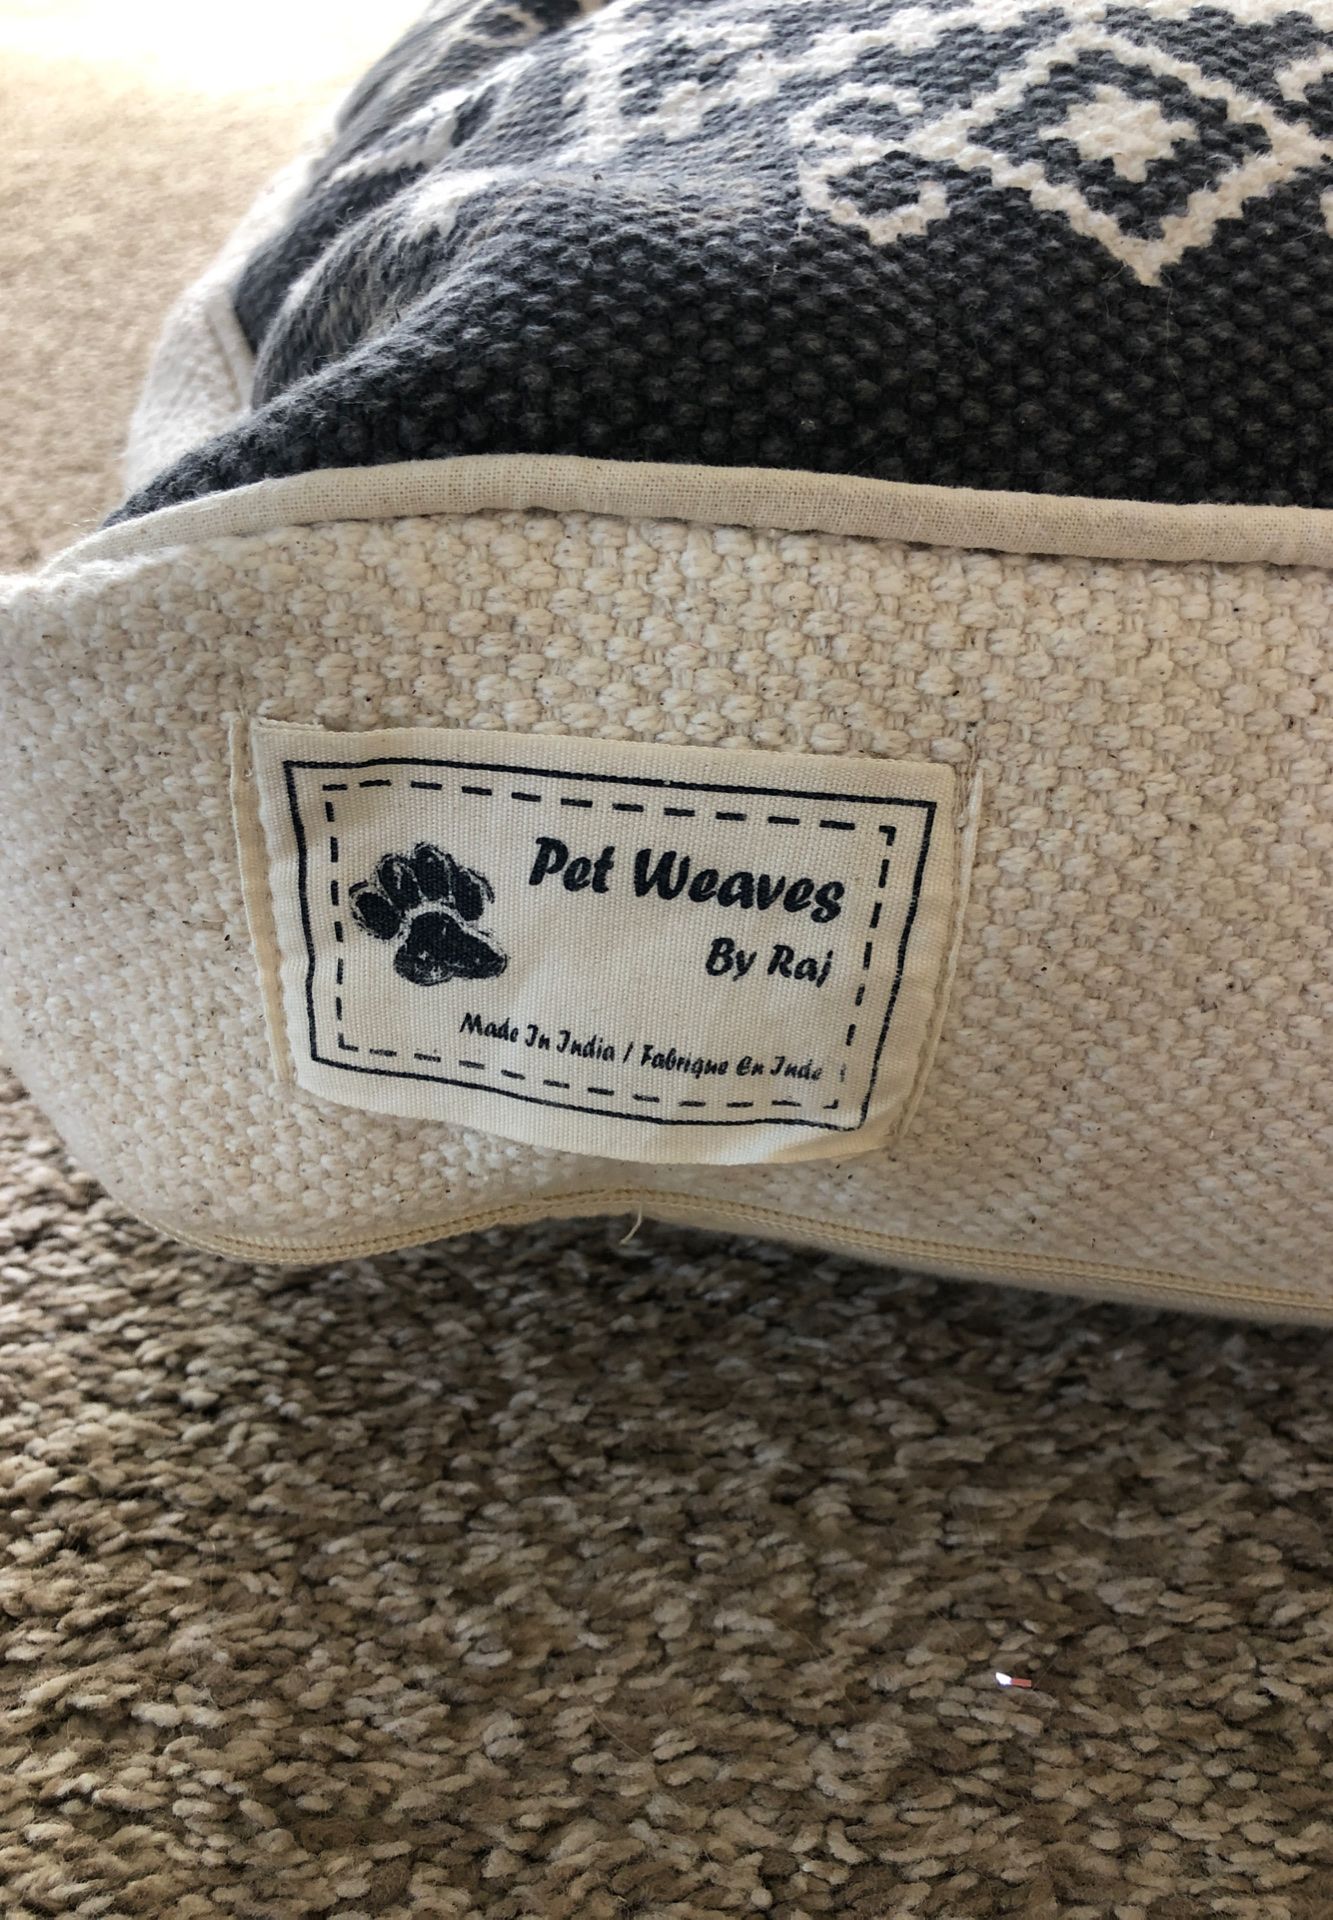 Pet Weaves
By Raj
Made In India / Fabrique En Inde